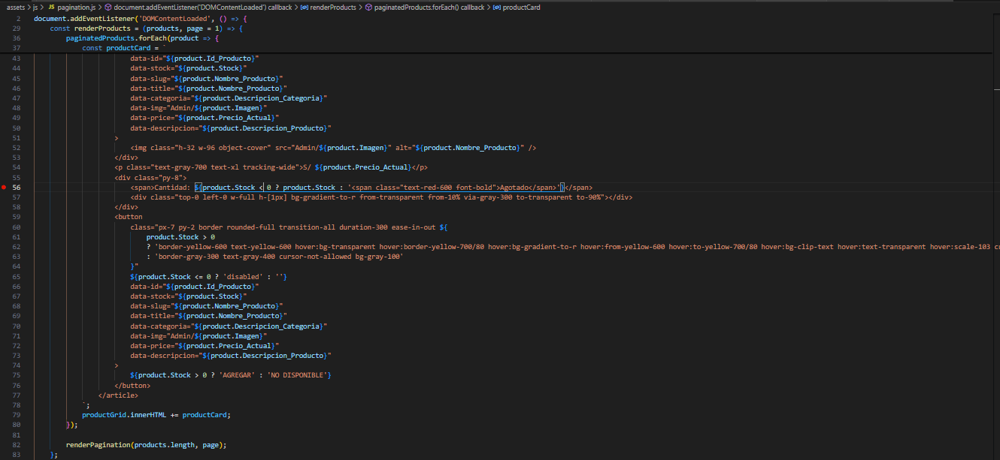 assets > js > JS pagination.js > document.addEventListener('DOMContentLoaded') callback > renderProducts > paginatedProducts.forEach() callback > productCard
2 document.addEventListener('DOMContentLoaded', () => {
29 const renderProducts = (products, page = 1) => {
36 paginatedProducts.forEach(product => {
37 const productCard = `
43 data-id="${product.Id_Producto}"
44 data-stock="${product.Stock}"
45 data-slug="${product.Nombre_Producto}"
46 data-title="${product.Nombre_Producto}"
47 data-categoria="${product.Descripcion_Categoria}"
48 data-img="Admin/${product.Imagen}"
49 data-price="${product.Precio_Actual}"
50 data-descripcion="${product.Descripcion_Producto}"
51 >
52 <img class="h-32 w-96 object-cover" src="Admin/${product.Imagen}" alt="${product.Nombre_Producto}" />
53 </div>
54 <p class="text-gray-700 text-xl tracking-wide">S/ ${product.Precio_Actual}</p>
55 <div class="py-8">
56 <span>Cantidad: ${product.Stock < 0 ? product.Stock : '<span class="text-red-600 font-bold">Agotado</span>'}</span>
57 <div class="top-0 left-0 w-full h-[1px] bg-gradient-to-r from-transparent from-10% via-gray-300 to-transparent to-90%"></div>
58 </div>
59 <button
60 class="px-7 py-2 border rounded-full transition-all duration-300 ease-in-out ${
61 product.Stock > 0
62 ? 'border-yellow-600 text-yellow-600 hover:bg-transparent hover:border-yellow-700/80 hover:bg-gradient-to-r hover:from-yellow-600 hover:to-yellow-700/80 hover:bg-clip-text hover:text-transparent hover:scale-103
63 : 'border-gray-300 text-gray-400 cursor-not-allowed bg-gray-100'
64 }"
65 ${product.Stock <= 0 ? 'disabled' : ''}
66 data-id="${product.Id_Producto}"
67 data-stock="${product.Stock}"
68 data-slug="${product.Nombre_Producto}"
69 data-title="${product.Nombre_Producto}"
70 data-categoria="${product.Descripcion_Categoria}"
71 data-img="Admin/${product.Imagen}"
72 data-price="${product.Precio_Actual}"
73 data-descripcion="${product.Descripcion_Producto}"
74 >
75 ${product.Stock > 0 ? 'AGREGAR' : 'NO DISPONIBLE'}
76 </button>
77 </article>
78 `;
79 productGrid.innerHTML += productCard;
80 });
81
82 renderPagination(products.length, page);
83 };